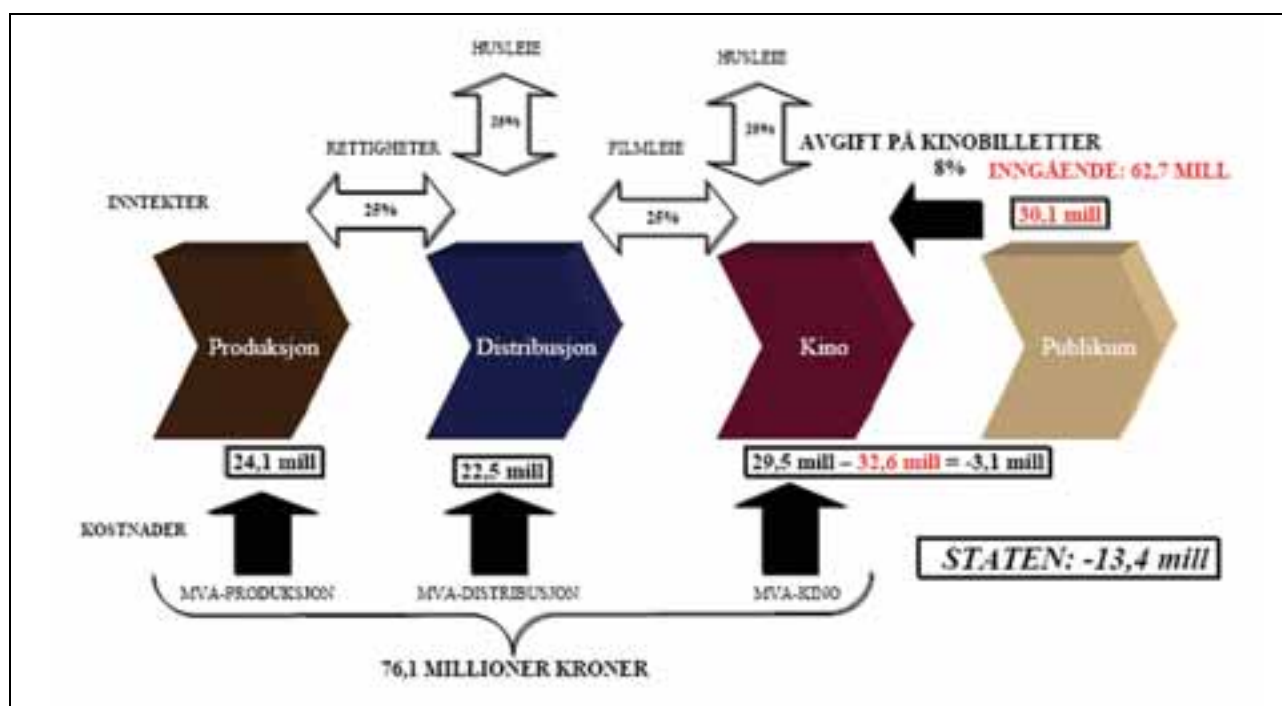 HUSLEIE
HUSLEIE
25%
25%
RETTIGHETER
FILMLEIE
AVGIFT PÅ KINOBILLETTER
8% INNGÅENDE: 62,7 MILL
INNTEKTER
25%
25%
30,1 mill
Produksjon
Distribusjon
Kino
Publikum
24,1 mill
22,5 mill
29,5 mill – 32,6 mill = -3,1 mill
KOSTNADER
STATEN: -13,4 mill
MVA-PRODUKSJON
MVA-DISTRIBUSJON
MVA-KINO
76,1 MILLIONER KRONER